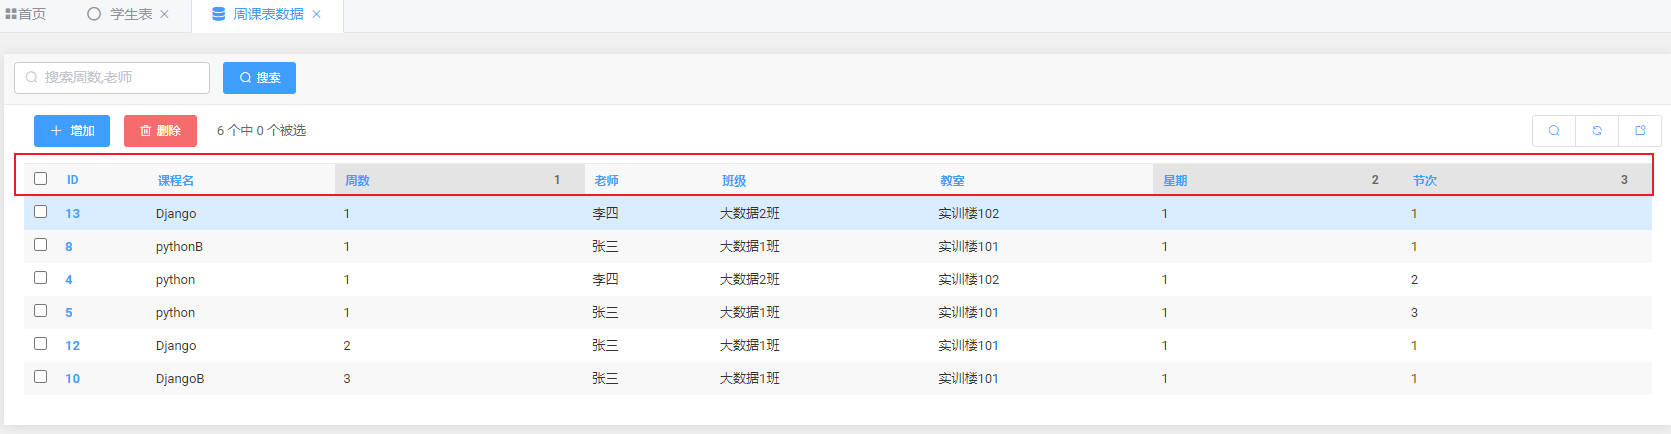 首页 学生表 × 周课表数据 ×
搜索周数,老师 搜索
+ 增加 删除 6 个中 0 个被选
ID 课程名 周数 1 老师 班级 教室 星期 2 节次 3
13 Django 1 李四 大数据2班 实训楼102 1 1
8 pythonB 1 张三 大数据1班 实训楼101 1 1
4 python 1 李四 大数据2班 实训楼102 1 2
5 python 1 张三 大数据1班 实训楼101 1 3
12 Django 2 张三 大数据1班 实训楼101 1 1
10 DjangoB 3 张三 大数据1班 实训楼101 1 1